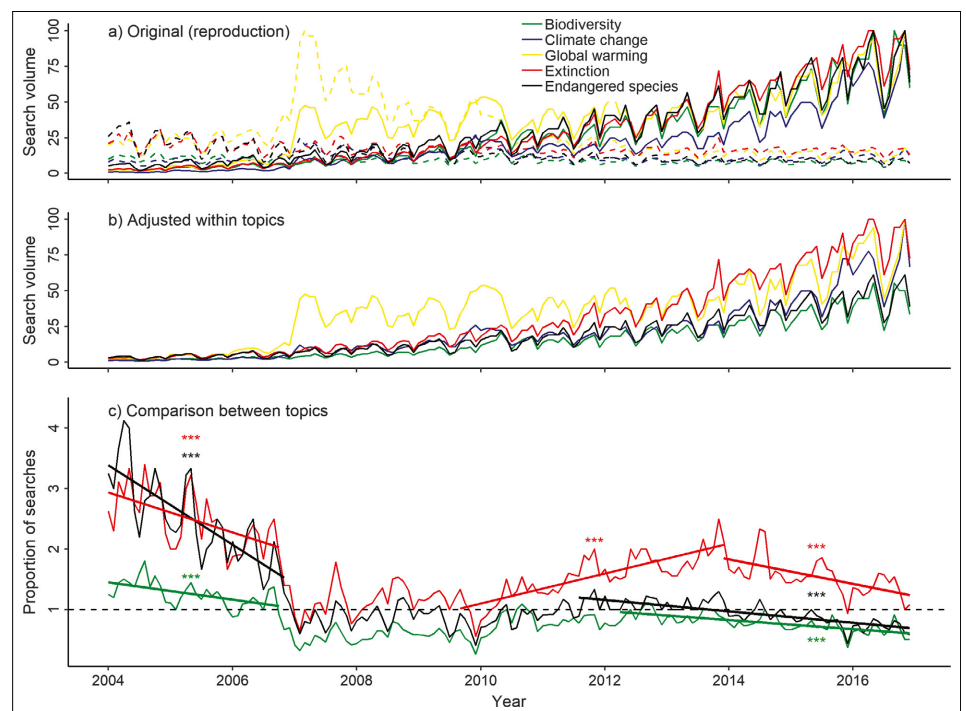 a) Original (reproduction)
Biodiversity
Climate change
Global warming
Extinction
Endangered species
Search volume
100
75
50
25
0
b) Adjusted within topics
Search volume
100
75
50
25
0
c) Comparison between topics
Proportion of searches
4
3
2
1
***
***
***
***
***
***
***
2004
2006
2008
2010
2012
2014
2016
Year